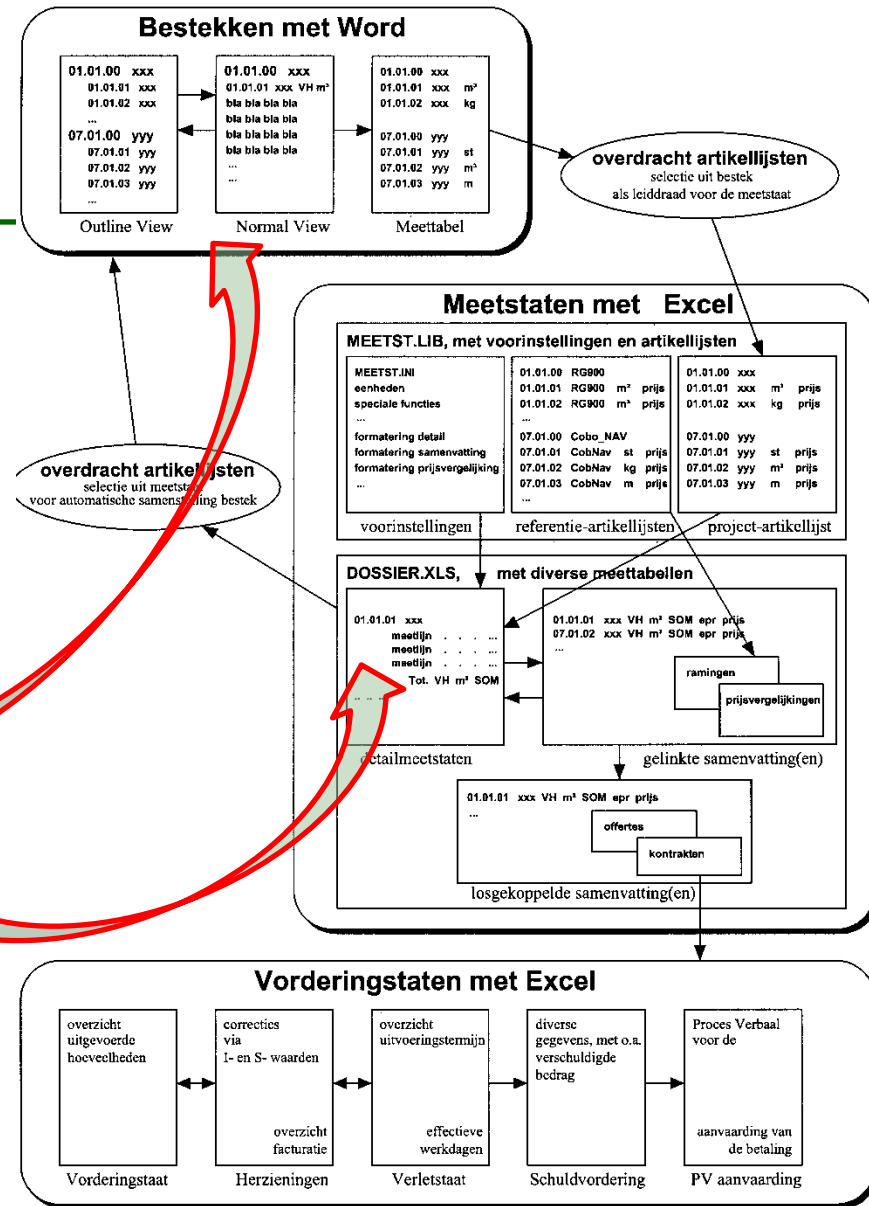 Bestekken met Word
01.01.00 xxx
01.01.01 xxx
01.01.02 xxx
...
07.01.00 yyy
07.01.01 yyy
07.01.02 yyy
07.01.03 yyy
...
Outline View
01.01.00 xxx
01.01.01 xxx VH m³
bla bla bla bla
bla bla bla bla
bla bla bla bla
bla bla bla bla
...
...
Normal View
01.01.00 xxx
01.01.01 xxx m³
01.01.02 xxx kg
07.01.00 yyy
07.01.01 yyy st
07.01.02 yyy m³
07.01.03 yyy m
Meettabel
overdracht artikellijsten
selectie uit bestek
als leiddraad voor de meetstaat
Meetstaten met Excel
MEETST.LIB, met voorinstellingen en artikellijsten
MEETST.INI
eenheden
speciale functies
...
formatering detail
formatering samenvatting
formatering prijsvergelijking
...
voorinstellingen
01.01.00 RG900
01.01.01 RG900 m² prijs
01.01.02 RG900 m³ prijs
...
07.01.00 Cobo_NAV
07.01.01 CobNav st prijs
07.01.02 CobNav kg prijs
07.01.03 CobNav m prijs
...
referentie-artikellijsten
01.01.00 xxx
01.01.01 xxx m³ prijs
01.01.02 xxx kg prijs
07.01.00 yyy
07.01.01 yyy st prijs
07.01.02 yyy m³ prijs
07.01.03 yyy m prijs
project-artikellijst
overdracht artikellijsten
selectie uit meetstaat
voor automatische samenstelling bestek
DOSSIER.XLS, met diverse meettabellen
01.01.01 xxx
meetlijn . . . ...
meetlijn . . . ...
meetlijn . . . ...
Tot. VH m³ SOM
detailmeetstaten
01.01.01 xxx VH m³ SOM epr prijs
07.01.02 xxx VH m³ SOM epr prijs
...
ramingen
prijsvergelijkingen
gelinkte samenvatting(en)
01.01.01 xxx VH m³ SOM epr prijs
...
offertes
kontrakten
losgekoppelde samenvatting(en)
Vorderingstaten met Excel
overzicht
uitgevoerde
hoeveelheden
Vorderingstaat
correcties
via
I- en S- waarden
overzicht
facturatie
Herzieningen
overzicht
uitvoeringstermijn
effectieve
werkdagen
Verletstaat
diverse
gegevens, met o.a.
verschuldigde
bedrag
Schuldvordering
Proces Verbaal
voor de
aanvaarding van
de betaling
PV aanvaarding